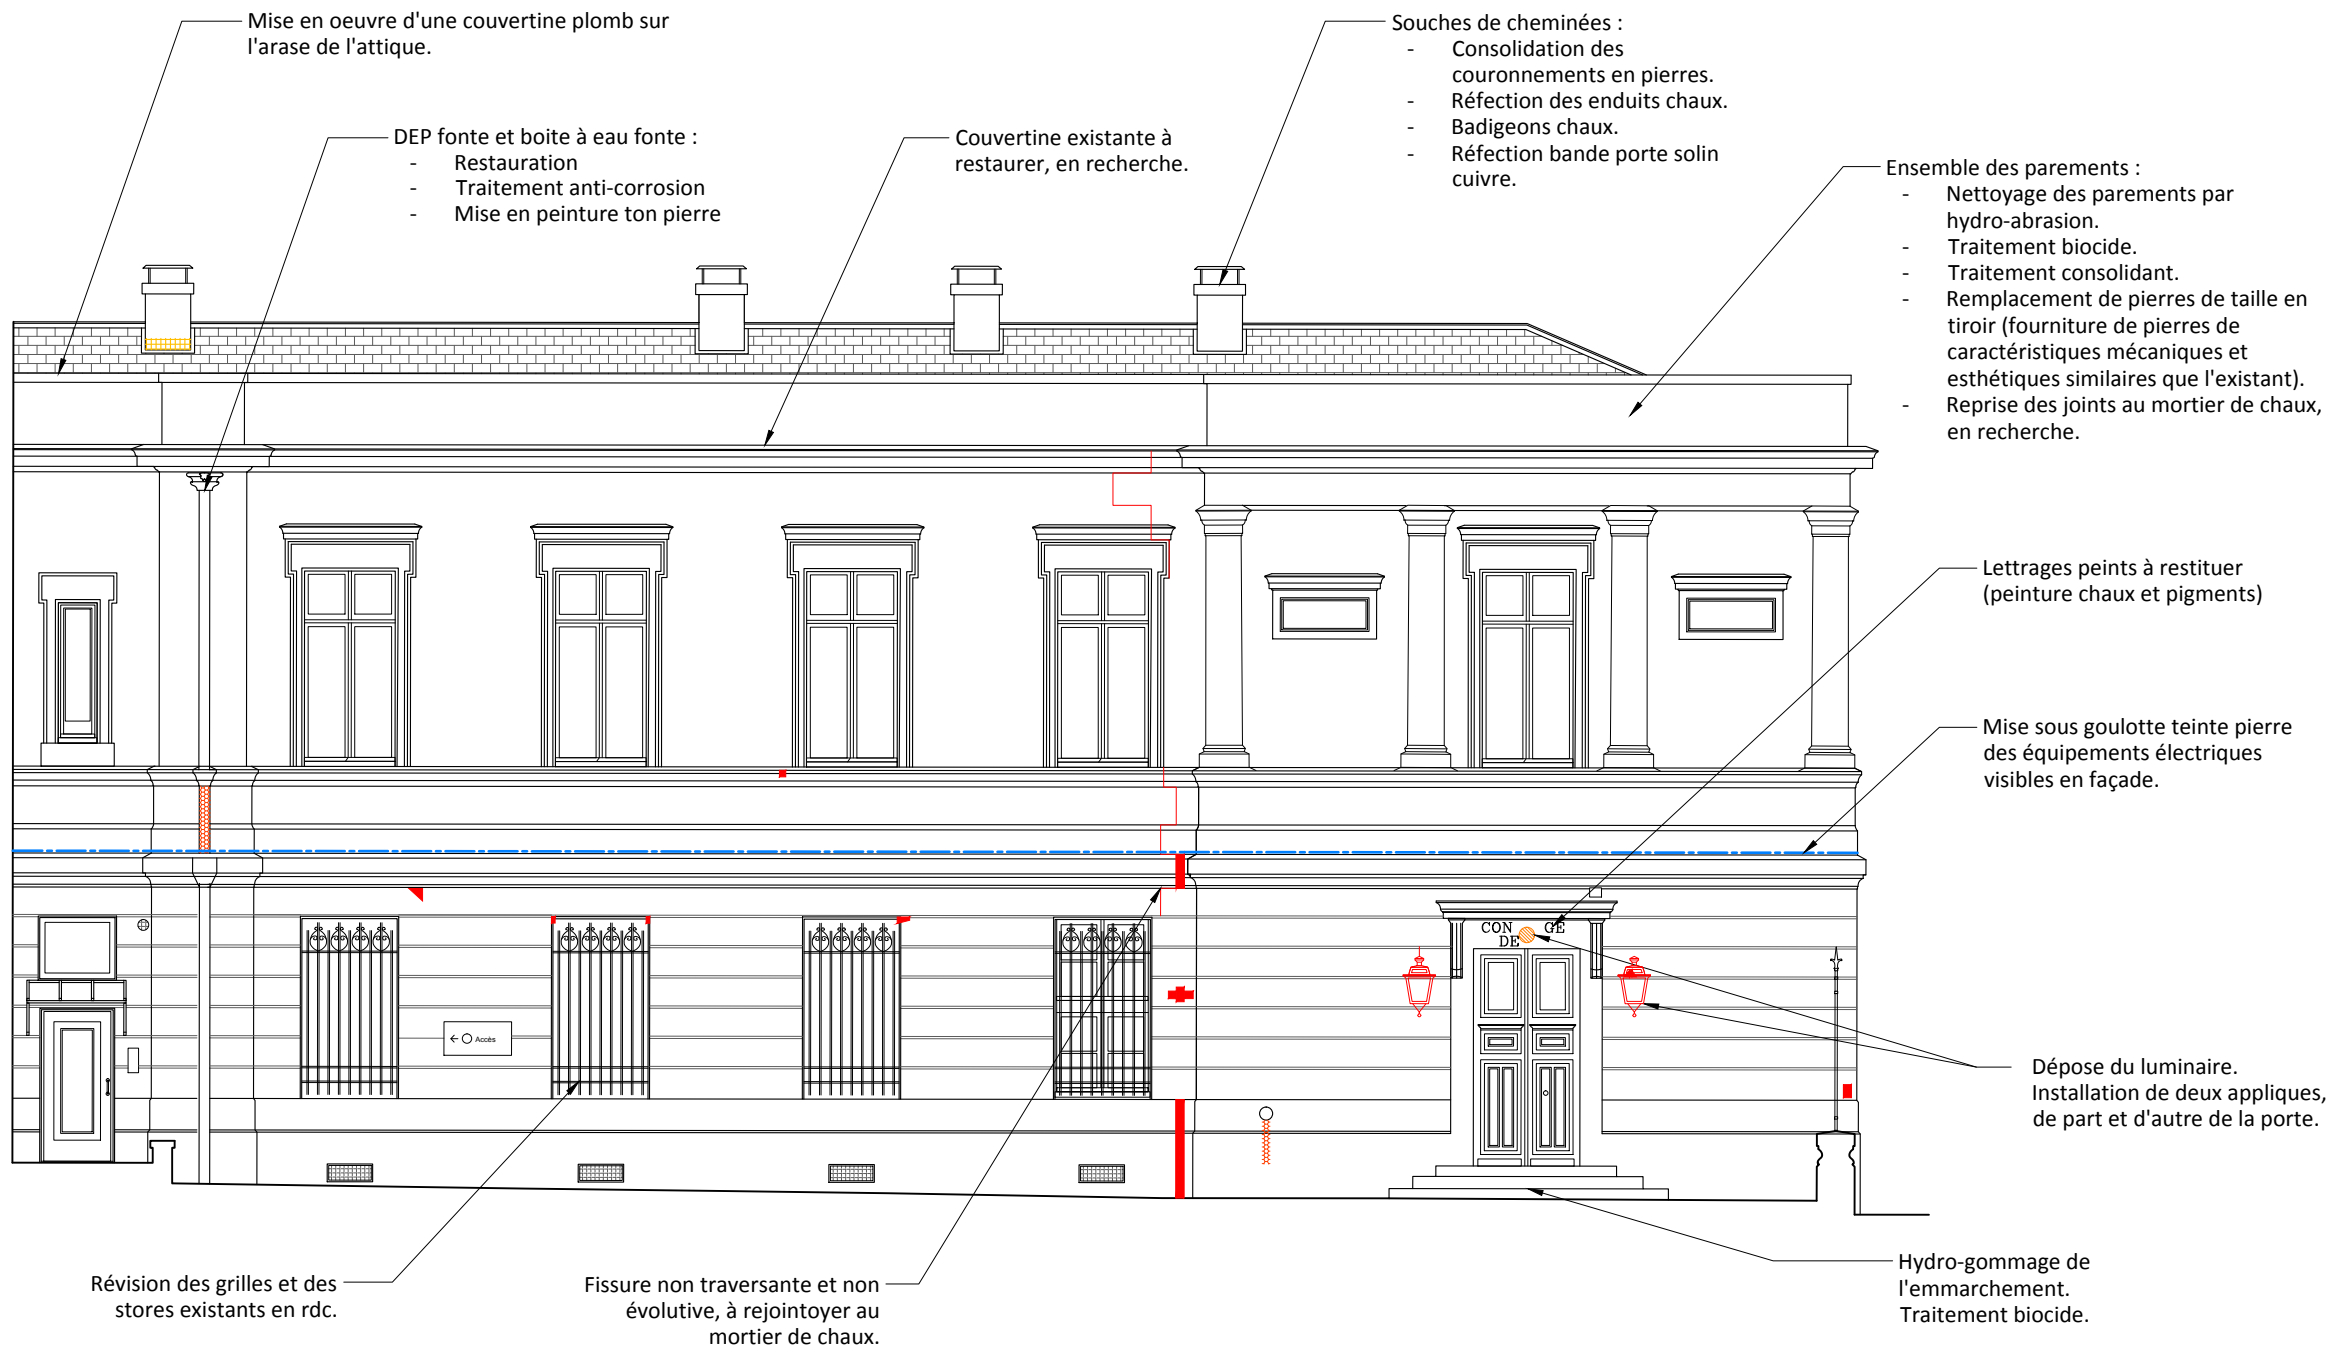 Mise en oeuvre d'une couvertine plomb sur
l'arase de l'attique.
DEP fonte et boite à eau fonte :
- Restauration
- Traitement anti-corrosion
- Mise en peinture ton pierre
Couvertine existante à
restaurer, en recherche.
Souches de cheminées :
- Consolidation des
couronnements en pierres.
- Réfection des enduits chaux.
- Badigeons chaux.
- Réfection bande porte solin
cuivre.
Ensemble des parements :
- Nettoyage des parements par
hydro-abrasion.
- Traitement biocide.
- Traitement consolidant.
- Remplacement de pierres de taille en
tiroir (fourniture de pierres de
caractéristiques mécaniques et
esthétiques similaires que l'existant).
- Reprise des joints au mortier de chaux,
en recherche.
Lettrages peints à restituer
(peinture chaux et pigments)
Mise sous goulotte teinte pierre
des équipements électriques
visibles en façade.
CON GE
DE
← Accès
Dépose du luminaire.
Installation de deux appliques,
de part et d'autre de la porte.
Révision des grilles et des
stores existants en rdc.
Fissure non traversante et non
évolutive, à rejointoyer au
mortier de chaux.
Hydro-gommage de
l'emmarchement.
Traitement biocide.